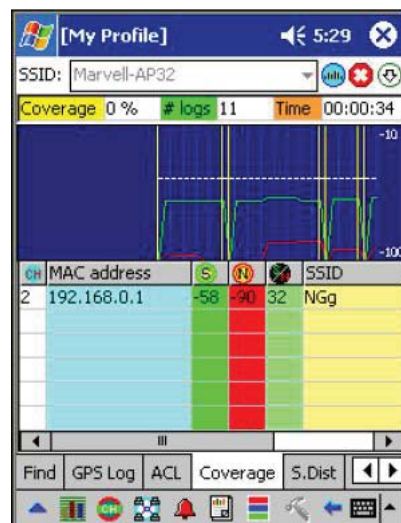 [My Profile] 5:29
SSID: Marvell-AP32
Coverage 0 % # logs 11 Time 00:00:34
-10
-100
CH MAC address S N SSID
2 192.168.0.1 -58 -90 32 NGg
Find GPS Log ACL Coverage S.Dist